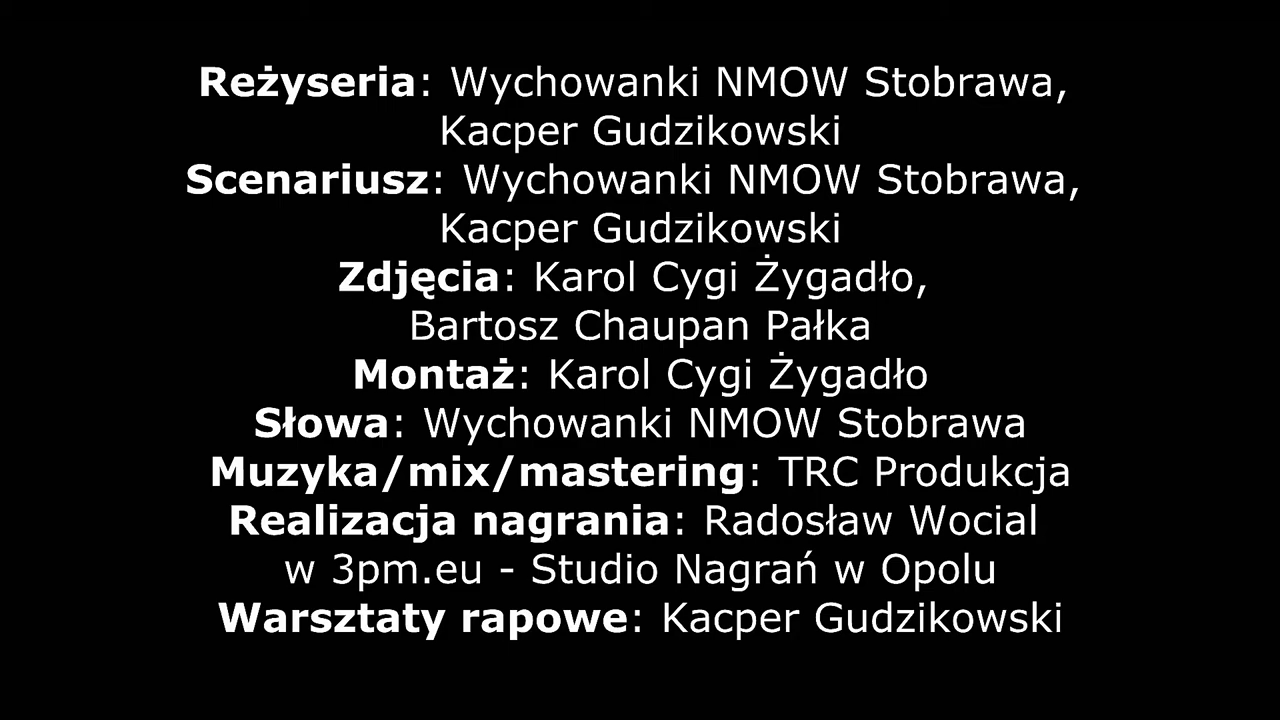 Reżyseria: Wychowanki NMOW Stobrawa,
Kacper Gudzikowski
Scenariusz: Wychowanki NMOW Stobrawa,
Kacper Gudzikowski
Zdjęcia: Karol Cygi Żygadło,
Bartosz Chaupan Pałka
Montaż: Karol Cygi Żygadło
Słowa: Wychowanki NMOW Stobrawa
Muzyka/mix/mastering: TRC Produkcja
Realizacja nagrania: Radosław Wocial
w 3pm.eu - Studio Nagrań w Opolu
Warsztaty rapowe: Kacper Gudzikowski